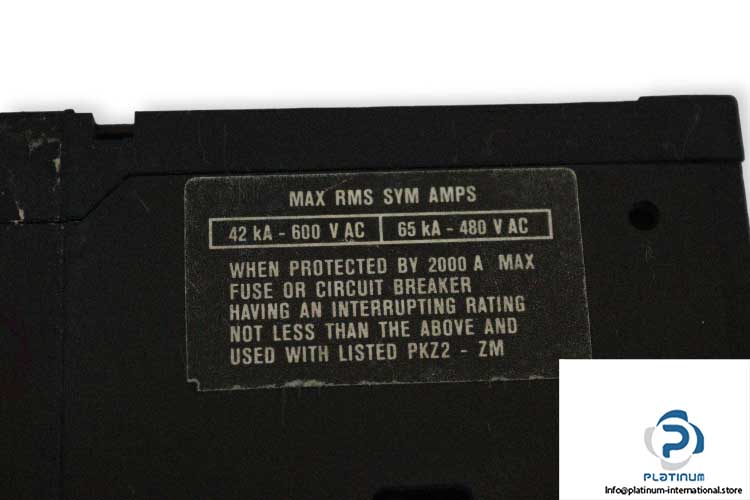 MAX RMS SYM AMPS
42 kA - 600 V AC 65 kA - 480 V AC
WHEN PROTECTED BY 2000 A MAX
FUSE OR CIRCUIT BREAKER
HAVING AN INTERRUPTING RATING
NOT LESS THAN THE ABOVE AND
USED WITH LISTED PKZ2 - ZM
PLATINUM
Info@platinum-international.store